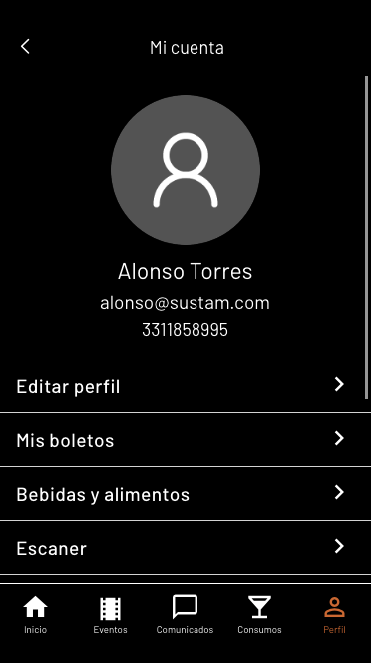 Mi cuenta
Alonso Torres
alonso@sustam.com
3311858995
Editar perfil
Mis boletos
Bebidas y alimentos
Escaner
Inicio
Eventos
Comunicados
Consumos
Perfil